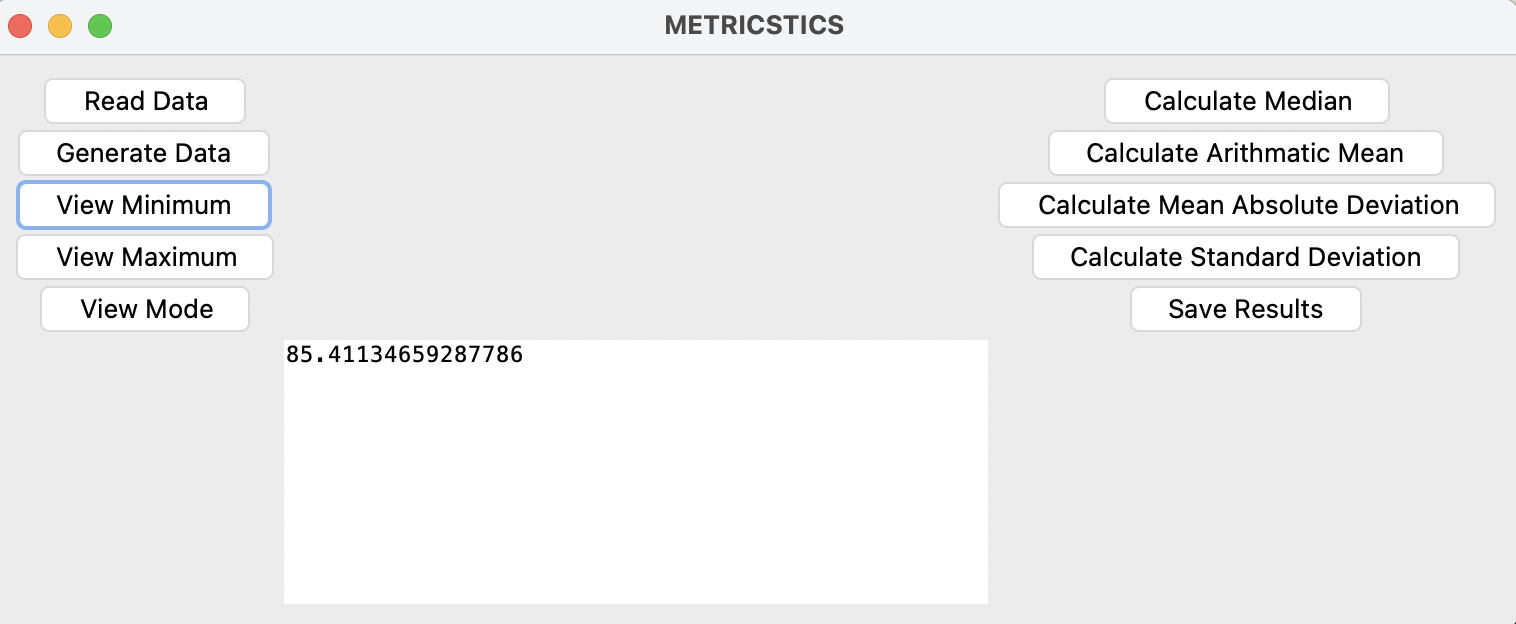 METRICSTICS
Read Data
Generate Data
View Minimum
View Maximum
View Mode
Calculate Median
Calculate Arithmatic Mean
Calculate Mean Absolute Deviation
Calculate Standard Deviation
Save Results
85.41134659287786